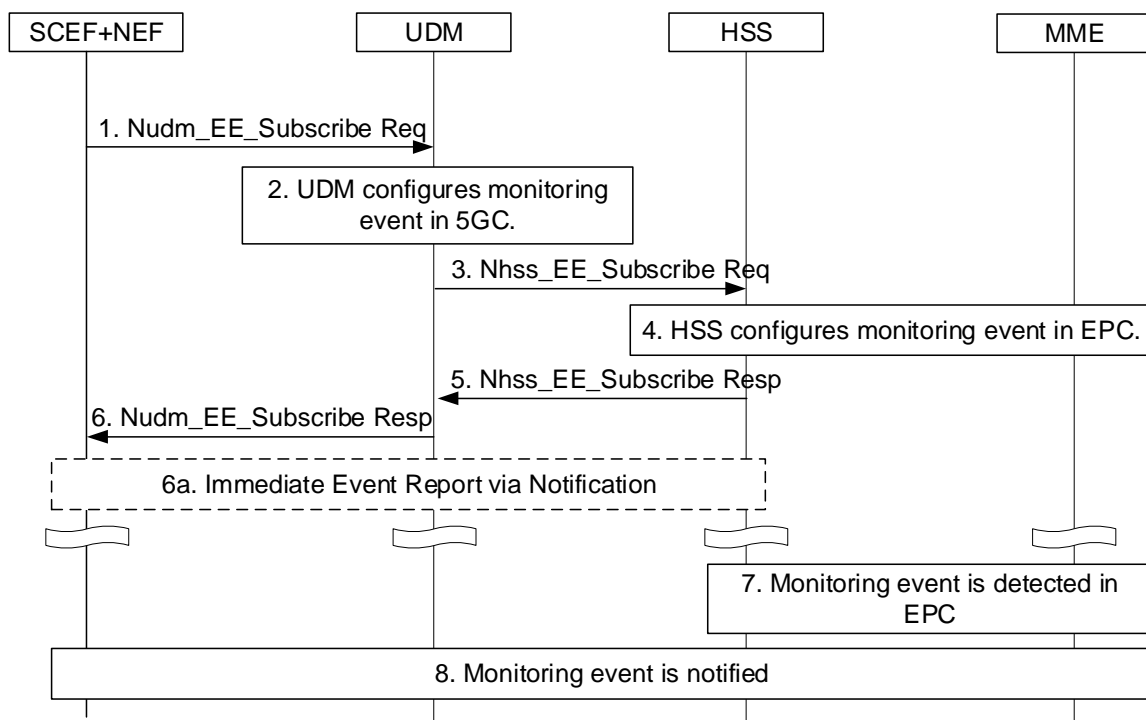 SCEF+NEF
UDM
HSS
MME
1. Nudm_EE_Subscribe Req
2. UDM configures monitoring
event in 5GC.
3. Nhss_EE_Subscribe Req
4. HSS configures monitoring event in EPC.
5. Nhss_EE_Subscribe Resp
6. Nudm_EE_Subscribe Resp
6a. Immediate Event Report via Notification
7. Monitoring event is detected in
EPC
8. Monitoring event is notified